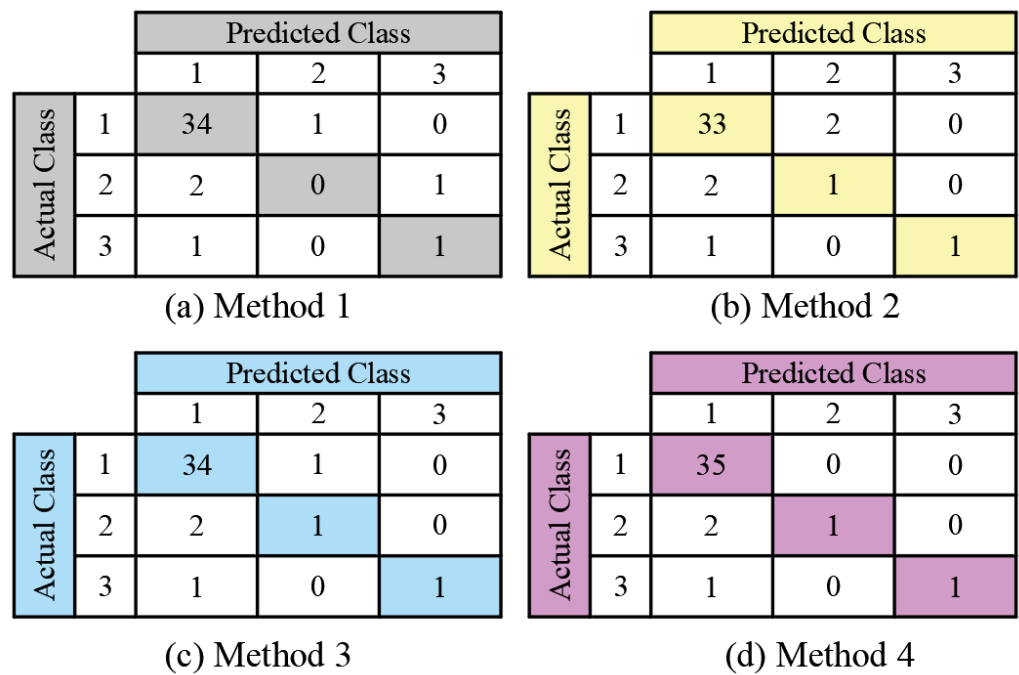 Predicted Class
1 2 3
Actual Class
1 34 1 0
2 2 0 1
3 1 0 1
(a) Method 1
Predicted Class
1 2 3
Actual Class
1 33 2 0
2 2 1 0
3 1 0 1
(b) Method 2
Predicted Class
1 2 3
Actual Class
1 34 1 0
2 2 1 0
3 1 0 1
(c) Method 3
Predicted Class
1 2 3
Actual Class
1 35 0 0
2 2 1 0
3 1 0 1
(d) Method 4